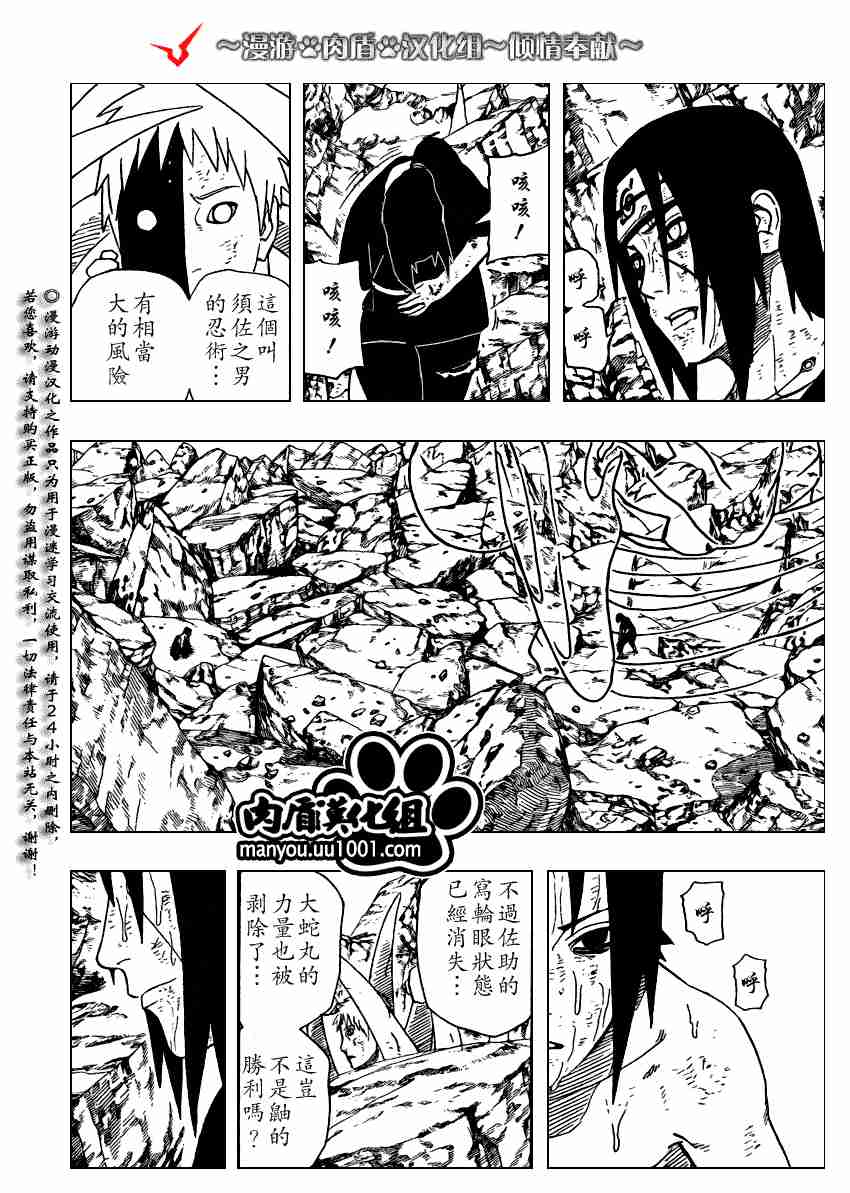 ～漫游🐾肉盾🐾汉化组～倾情奉献～
呼
呼
咳
咳
！
咳
咳
！
這個叫
須佐之男
的忍術…
有相當
大的風險
肉盾漢化组
manyou.uu1001.com
呼
呼
不過佐助的
寫輪眼狀態
已經消失…
大蛇丸的
力量也被
剥除了…
這豈
不是鼬的
勝利嗎？
◎漫游动漫汉化之作品只为用于漫迷学习交流使用，请于24小时之内删除，
若您喜欢，请支持购买正版，勿盗用谋取私利，一切法律责任与本站无关，谢谢！